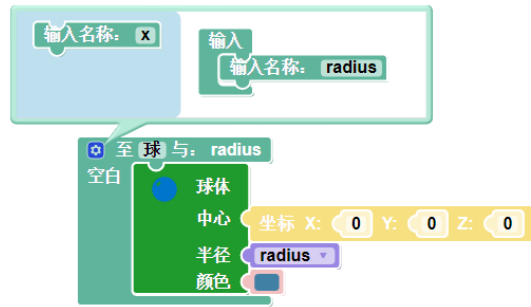 输入名称： x
输入
输入名称： radius
至 球 与： radius
空白
球体
中心 坐标 X: 0 Y: 0 Z: 0
半径 radius
颜色